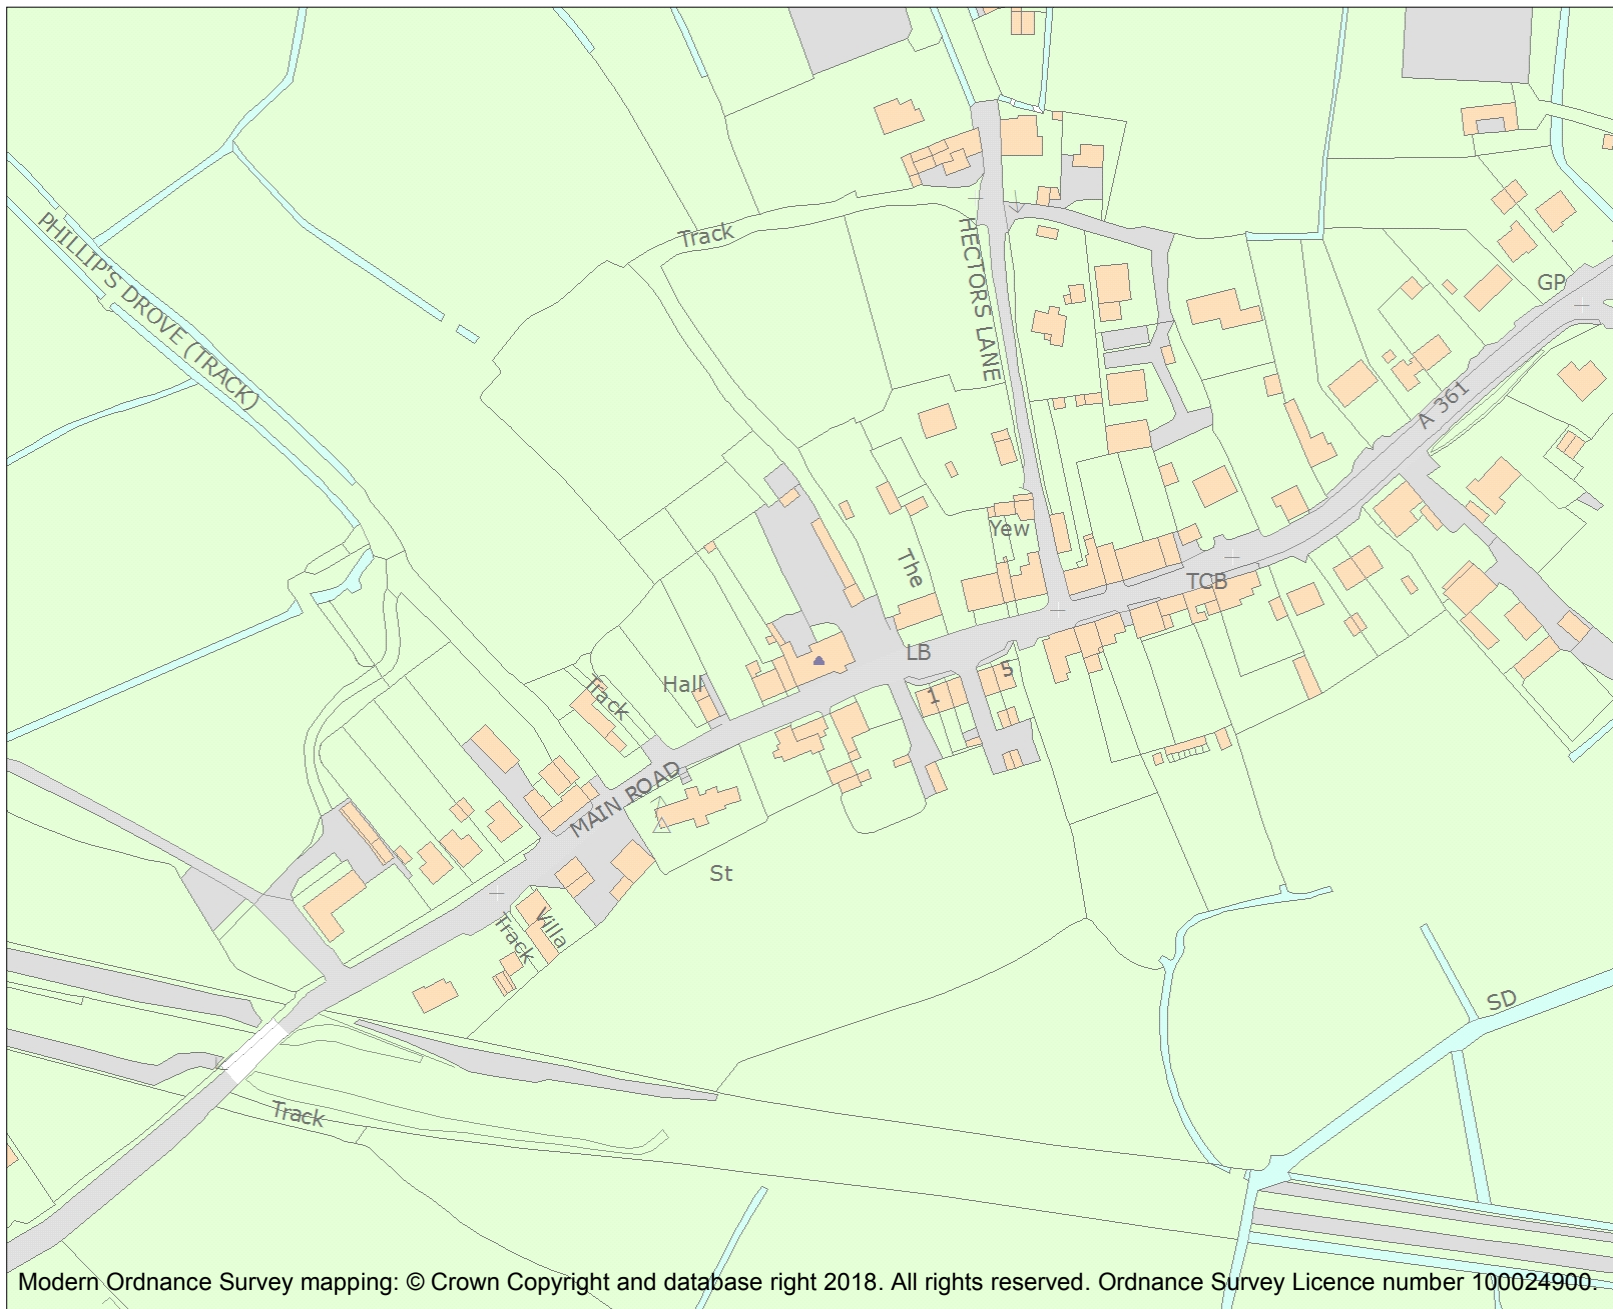 PHILLIP'S DROVE (TRACK)
Track
HECTORS LANE
GP
A 361
Yew
The
TCB
LB
Hall
Track
1
5
MAIN ROAD
St
Villa
Track
SD
Track
Modern Ordnance Survey mapping: © Crown Copyright and database right 2018. All rights reserved. Ordnance Survey Licence number 100024900.